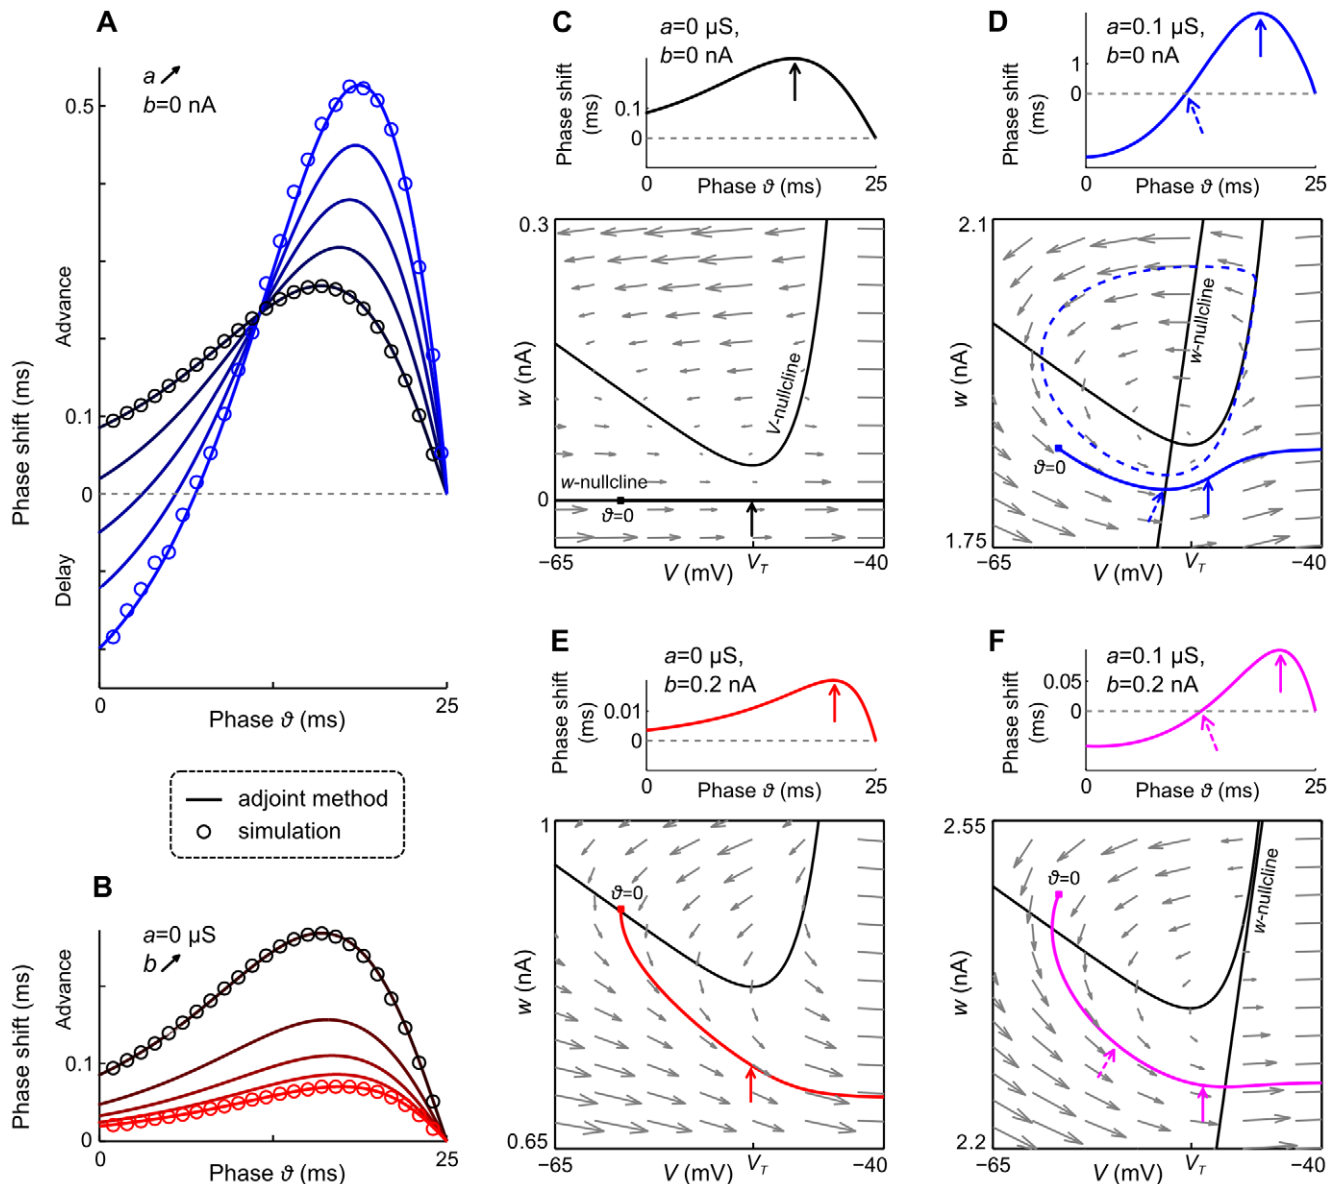 A
a ↗
b=0 nA
0.5
Advance
0.1
Phase shift (ms)
0
Delay
0
25
Phase ϑ (ms)
adjoint method
simulation
B
a=0 µS
b ↗
Advance
0.1
Phase shift (ms)
0
0
25
Phase ϑ (ms)
C
a=0 µS,
b=0 nA
Phase shift
(ms)
0.1
0
0
Phase ϑ (ms)
25
0.3
w (nA)
V-nullcline
w-nullcline
0
ϑ=0
−65
V (mV)
V_T
−40
D
a=0.1 µS,
b=0 nA
Phase shift
(ms)
1
0
0
Phase ϑ (ms)
25
2.1
w-nullcline
w (nA)
ϑ=0
1.75
−65
V (mV)
V_T
−40
E
a=0 µS,
b=0.2 nA
Phase shift
(ms)
0.01
0
0
Phase ϑ (ms)
25
1
ϑ=0
w (nA)
0.65
−65
V (mV)
V_T
−40
F
a=0.1 µS,
b=0.2 nA
Phase shift
(ms)
0.05
0
0
Phase ϑ (ms)
25
2.55
ϑ=0
w-nullcline
w (nA)
2.2
−65
V (mV)
V_T
−40